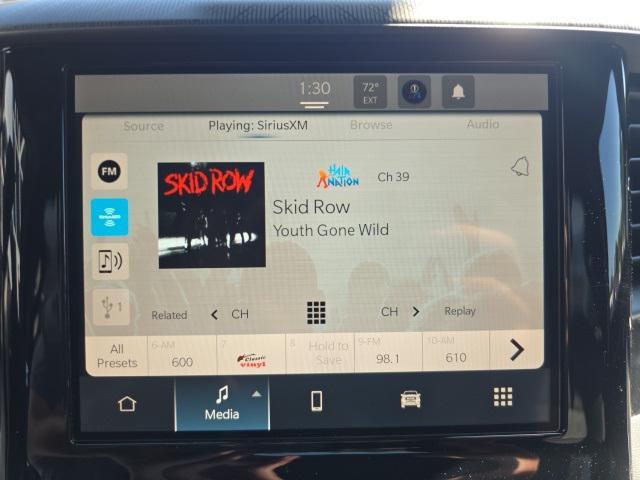 1:30
72°
EXT
Source Playing: SiriusXM Browse Audio
FM
SiriusXM
1
SKID ROW
Hair
Nation
Ch 39
Skid Row
Youth Gone Wild
Related < CH CH > Replay
All
Presets
6-AM
600
7
Classic
vinyl
8 Hold to
Save
9-FM
98.1
10-AM
610
>
Media